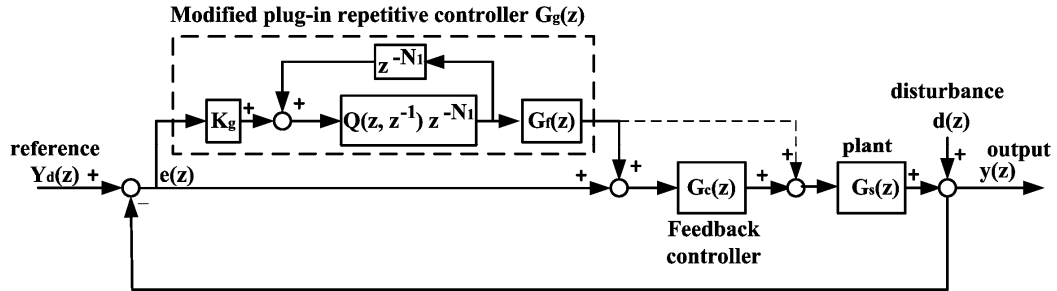 Modified plug-in repetitive controller Gg(z)
z -N1
disturbance
d(z)
+
+
Kg
+
Q(z, z-1) z -N1
Gf(z)
reference
Yd(z) +
e(z)
–
+
+
Gc(z)
+
+
plant
Gs(z)
+
+
output
y(z)
Feedback
controller